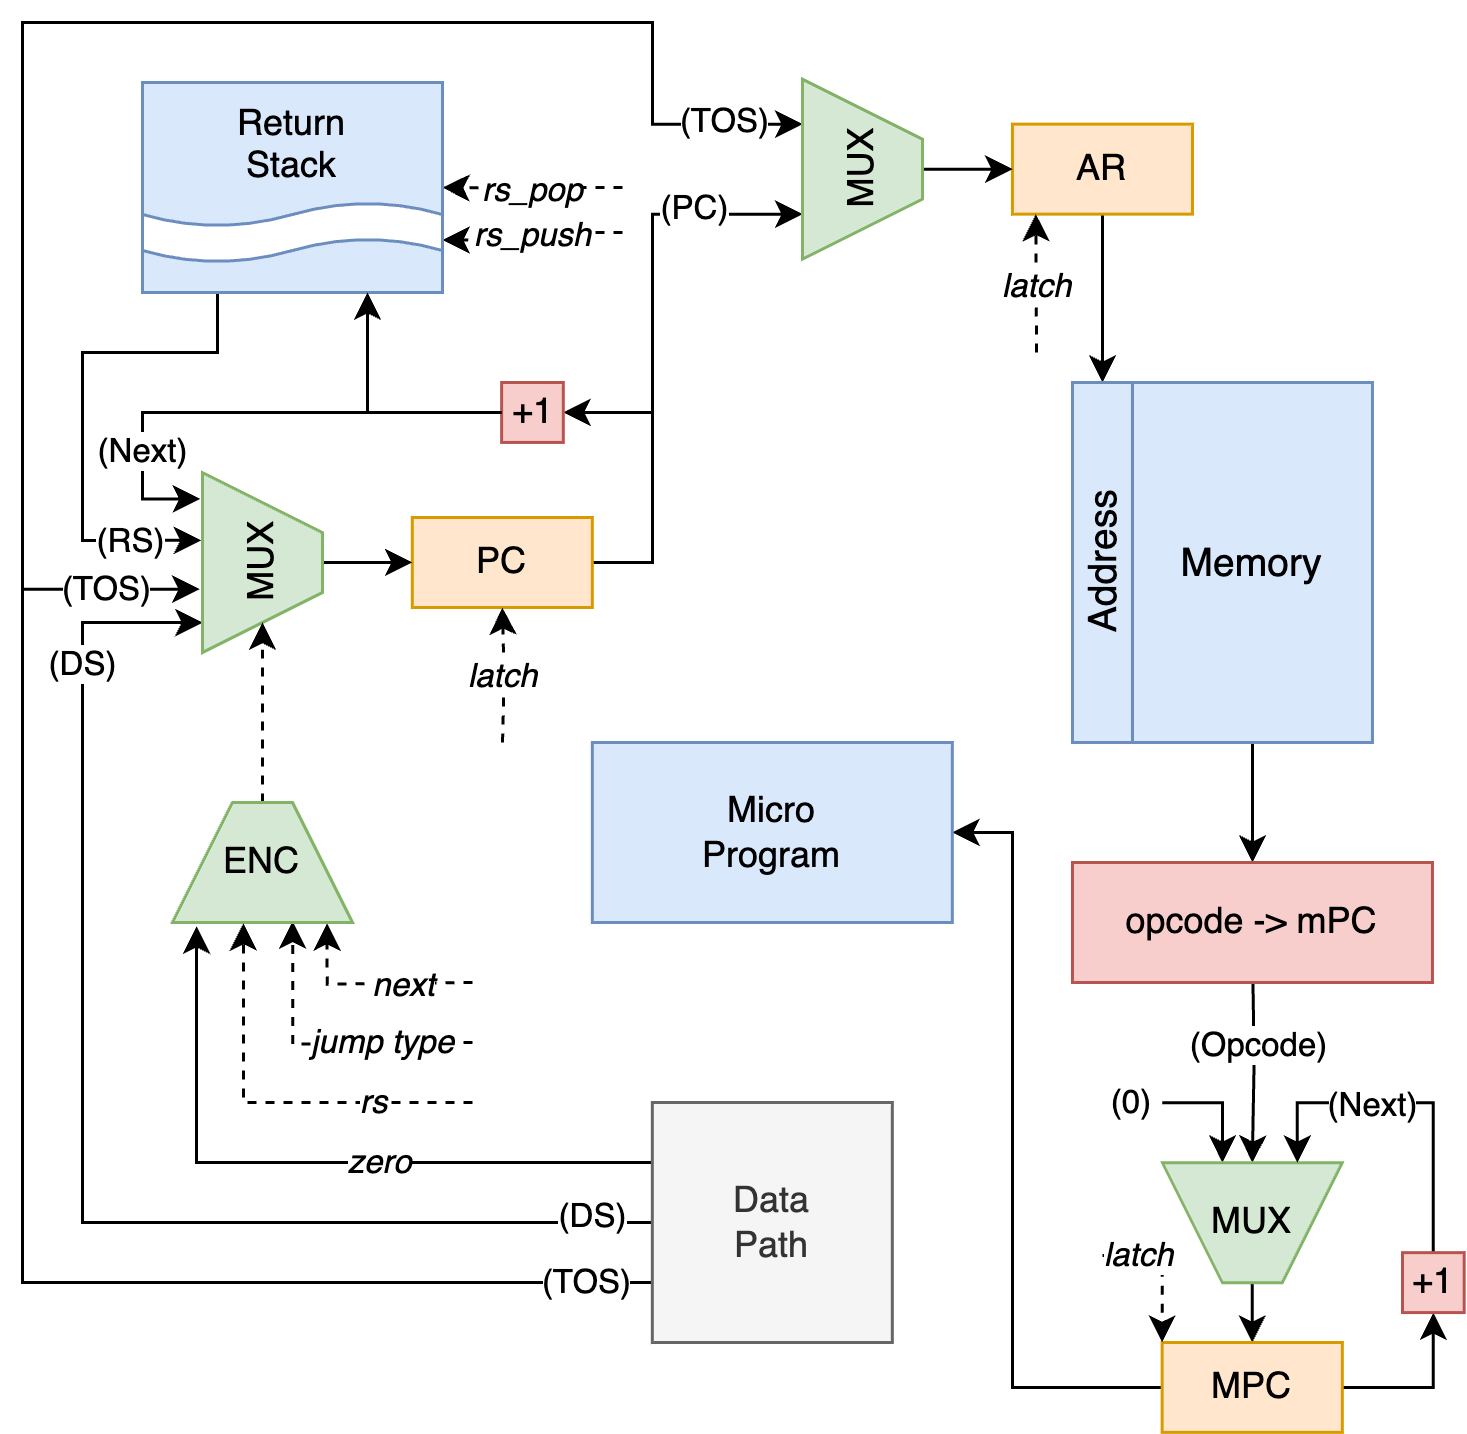 Return
Stack
rs_pop
rs_push
(TOS)
(PC)
MUX
AR
latch
+1
(Next)
(RS)
(TOS)
(DS)
MUX
PC
latch
Address
Memory
Micro
Program
ENC
next
jump type
rs
zero
(DS)
(TOS)
Data
Path
opcode -> mPC
(Opcode)
(0)
(Next)
MUX
latch
+1
MPC